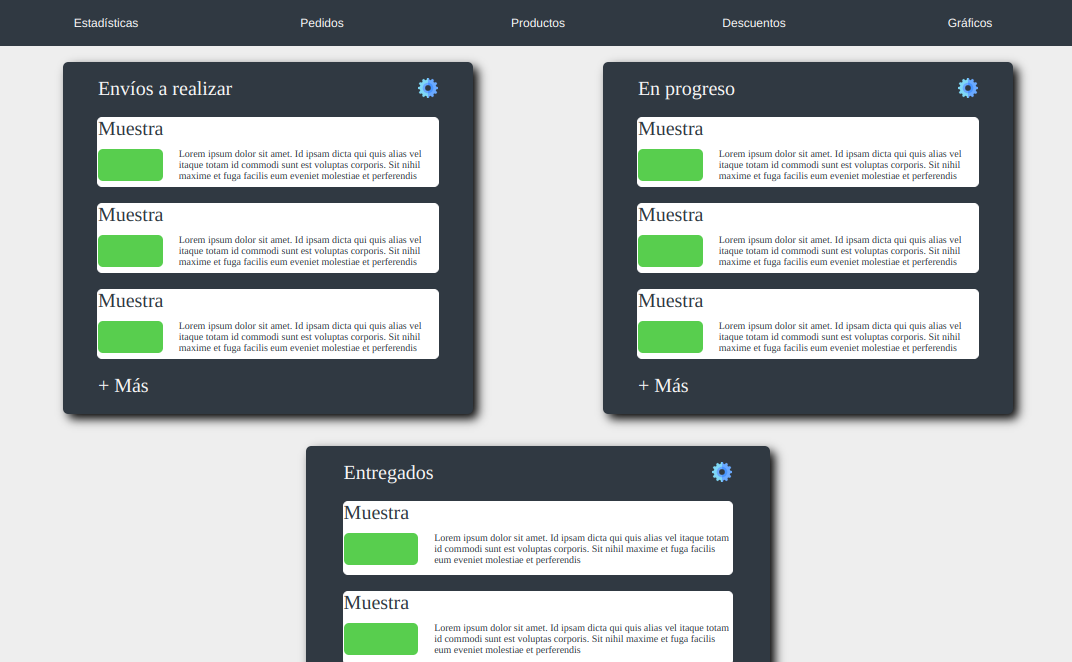 Estadísticas
Pedidos
Productos
Descuentos
Gráficos
Envíos a realizar
Muestra
Lorem ipsum dolor sit amet. Id ipsam dicta qui quis alias vel
itaque totam id commodi sunt est voluptas corporis. Sit nihil
maxime et fuga facilis eum eveniet molestiae et perferendis
Muestra
Lorem ipsum dolor sit amet. Id ipsam dicta qui quis alias vel
itaque totam id commodi sunt est voluptas corporis. Sit nihil
maxime et fuga facilis eum eveniet molestiae et perferendis
Muestra
Lorem ipsum dolor sit amet. Id ipsam dicta qui quis alias vel
itaque totam id commodi sunt est voluptas corporis. Sit nihil
maxime et fuga facilis eum eveniet molestiae et perferendis
+ Más
En progreso
Muestra
Lorem ipsum dolor sit amet. Id ipsam dicta qui quis alias vel
itaque totam id commodi sunt est voluptas corporis. Sit nihil
maxime et fuga facilis eum eveniet molestiae et perferendis
Muestra
Lorem ipsum dolor sit amet. Id ipsam dicta qui quis alias vel
itaque totam id commodi sunt est voluptas corporis. Sit nihil
maxime et fuga facilis eum eveniet molestiae et perferendis
Muestra
Lorem ipsum dolor sit amet. Id ipsam dicta qui quis alias vel
itaque totam id commodi sunt est voluptas corporis. Sit nihil
maxime et fuga facilis eum eveniet molestiae et perferendis
+ Más
Entregados
Muestra
Lorem ipsum dolor sit amet. Id ipsam dicta qui quis alias vel itaque totam
id commodi sunt est voluptas corporis. Sit nihil maxime et fuga facilis
eum eveniet molestiae et perferendis
Muestra
Lorem ipsum dolor sit amet. Id ipsam dicta qui quis alias vel itaque totam
id commodi sunt est voluptas corporis. Sit nihil maxime et fuga facilis
eum eveniet molestiae et perferendis